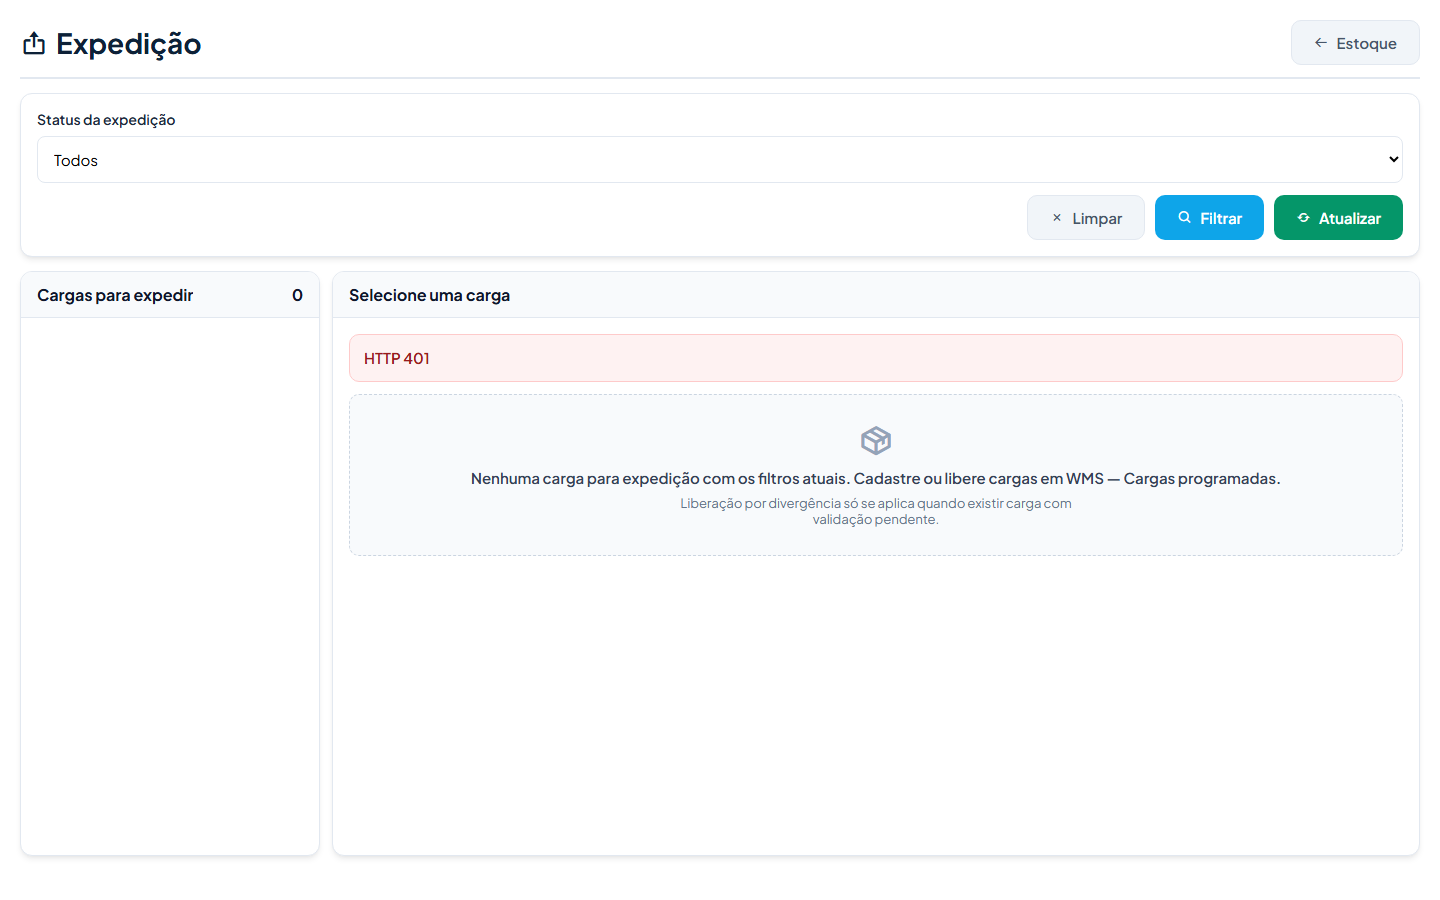 Expedição
← Estoque
Status da expedição
Todos
× Limpar
Filtrar
Atualizar
Cargas para expedir 0
Selecione uma carga
HTTP 401
Nenhuma carga para expedição com os filtros atuais. Cadastre ou libere cargas em WMS — Cargas programadas.
Liberação por divergência só se aplica quando existir carga com
validação pendente.